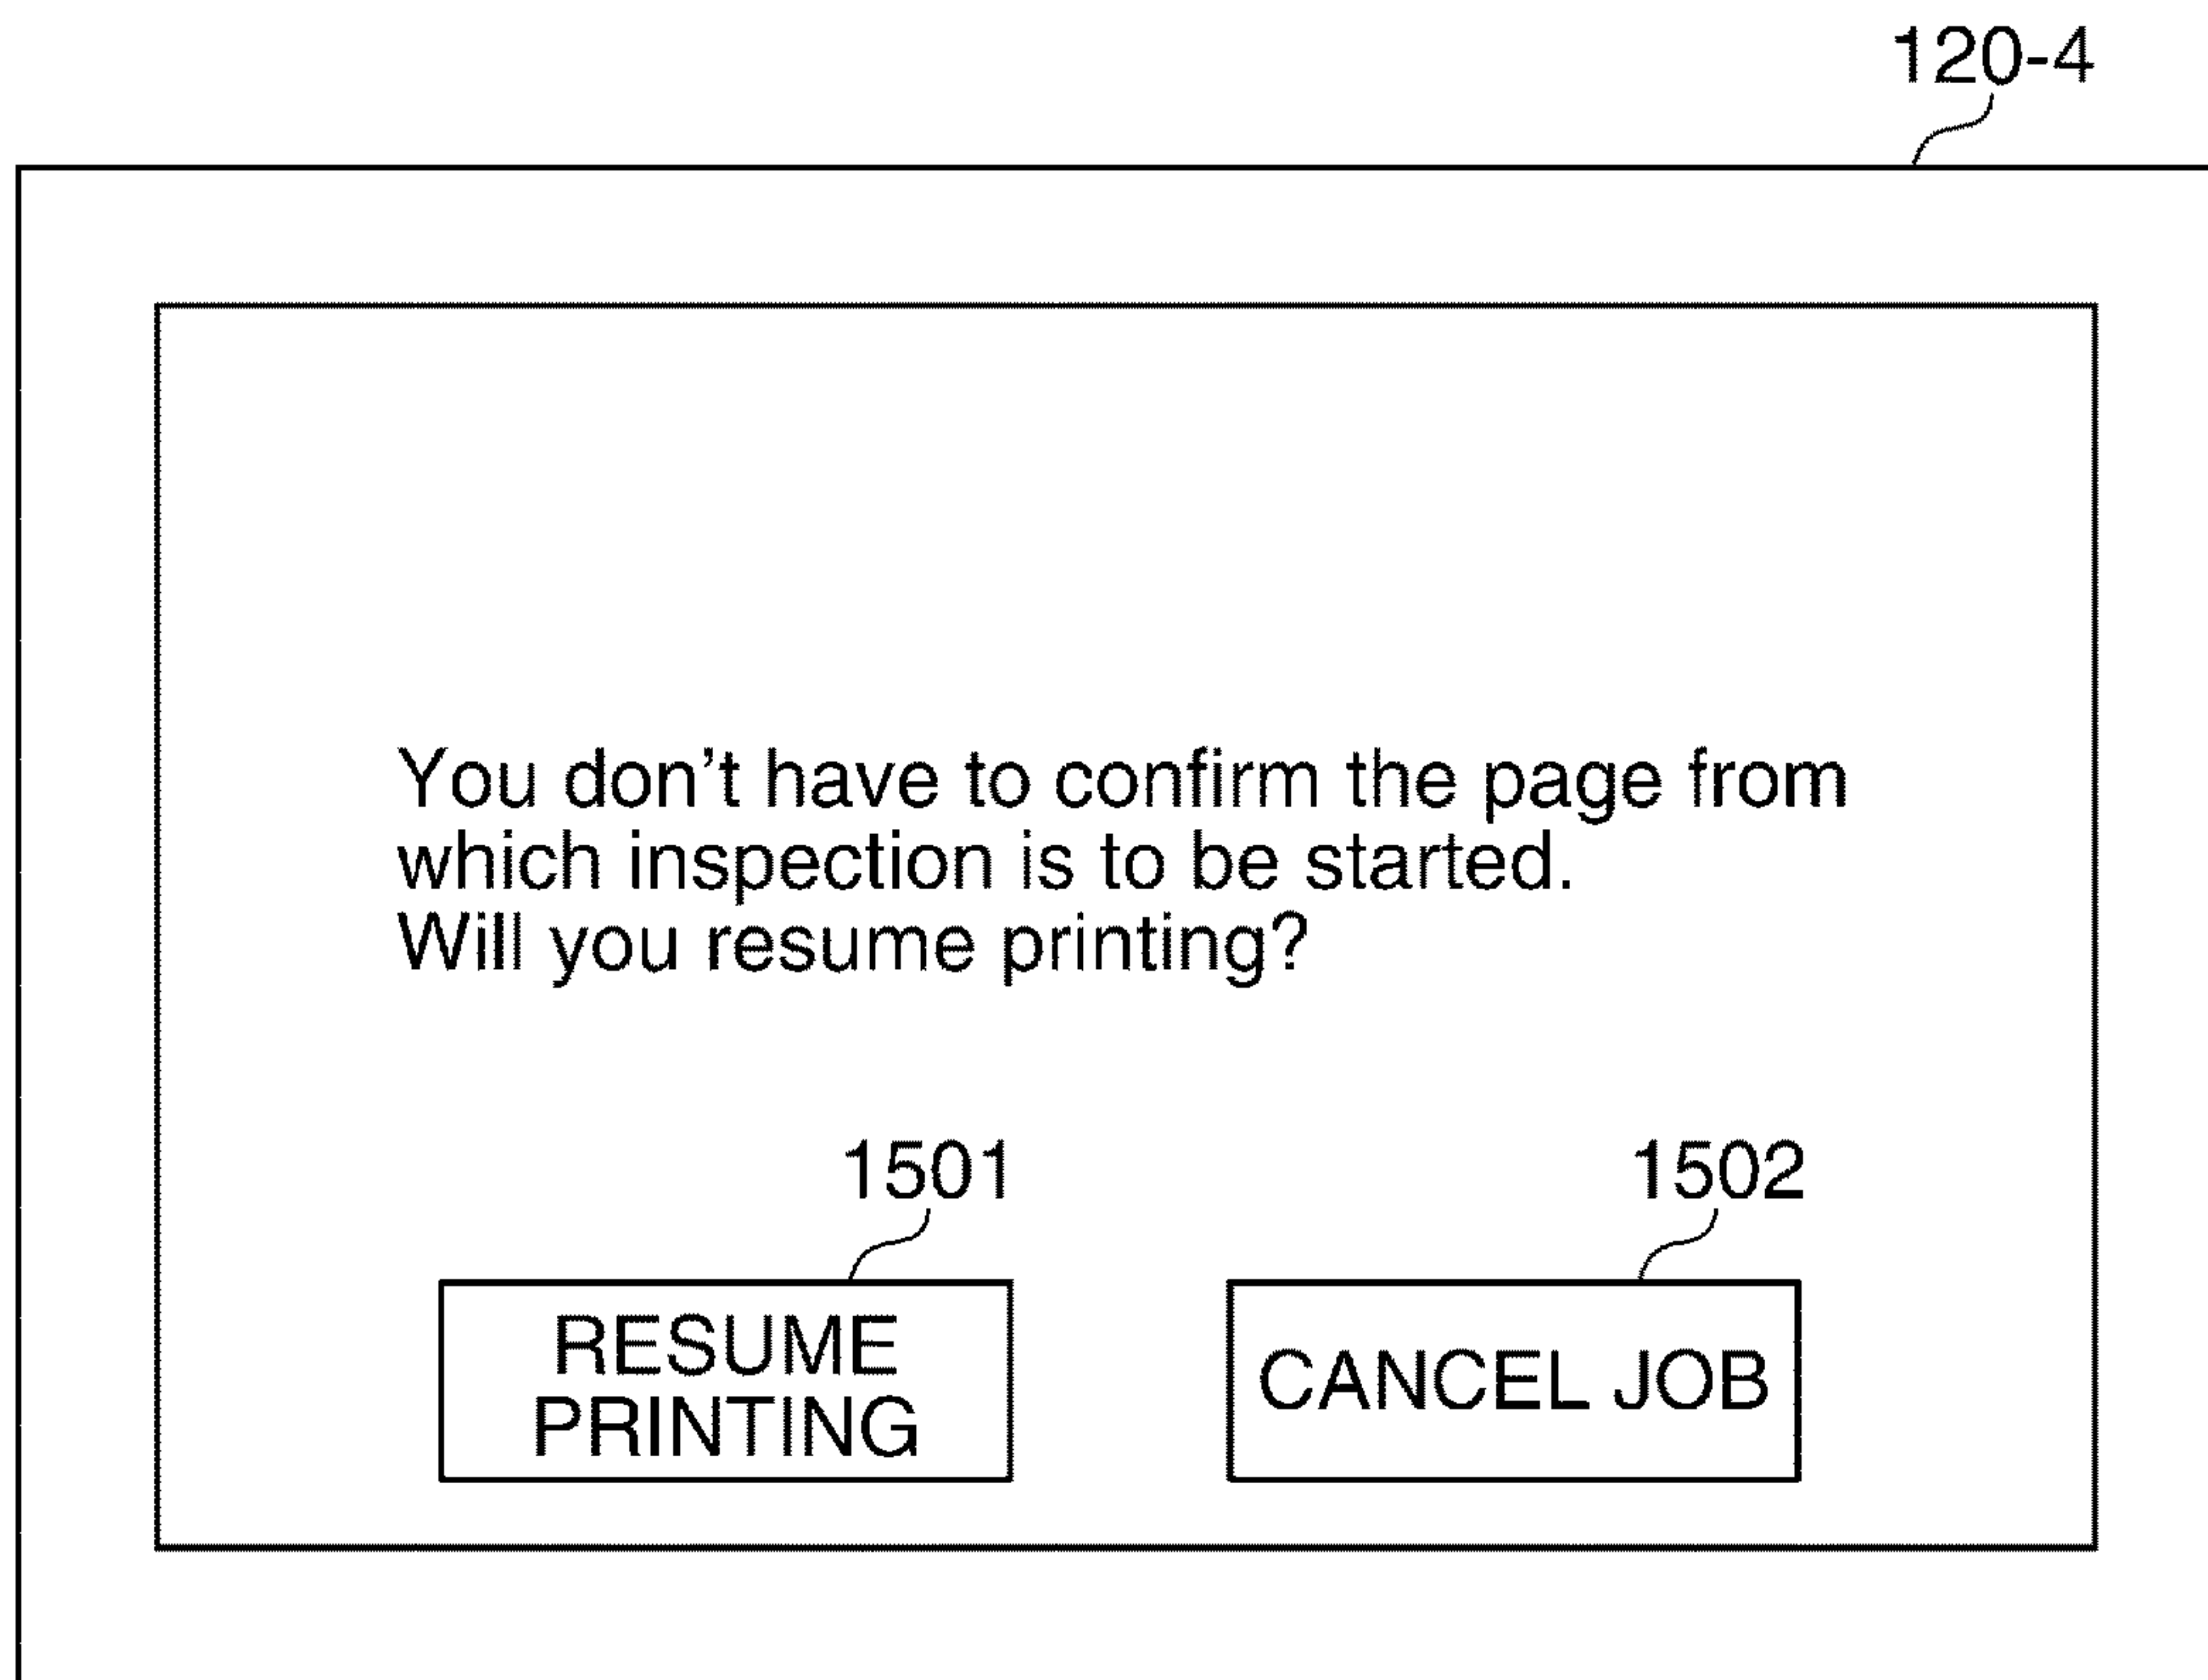 120-4
You don't have to confirm the page from
which inspection is to be started.
Will you resume printing?
1501
1502
RESUME
PRINTING
CANCEL JOB